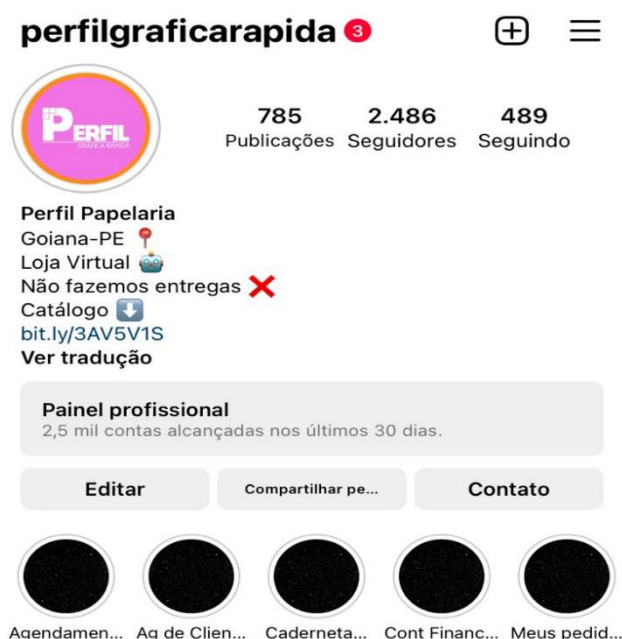 perfilgraficarapida 3
PERFIL
GRÁFICA RÁPIDA
785 2.486 489
Publicações Seguidores Seguindo
Perfil Papelaria
Goiana-PE 📍
Loja Virtual 🤖
Não fazemos entregas ❌
Catálogo ⬇️
bit.ly/3AV5V1S
Ver tradução
Painel profissional
2,5 mil contas alcançadas nos últimos 30 dias.
Editar Compartilhar pe... Contato
Agendamen... Ag de Clien... Caderneta... Cont Financ... Meus pedid...